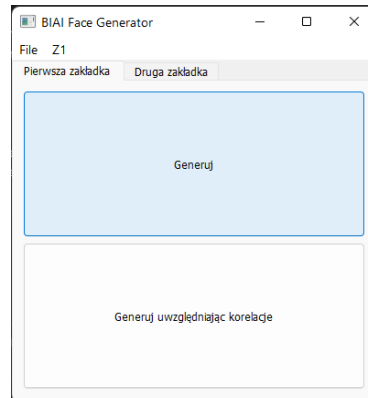 BIAI Face Generator
File Z1
Pierwsza zakładka Druga zakładka
Generuj
Generuj uwzględniając korelacje